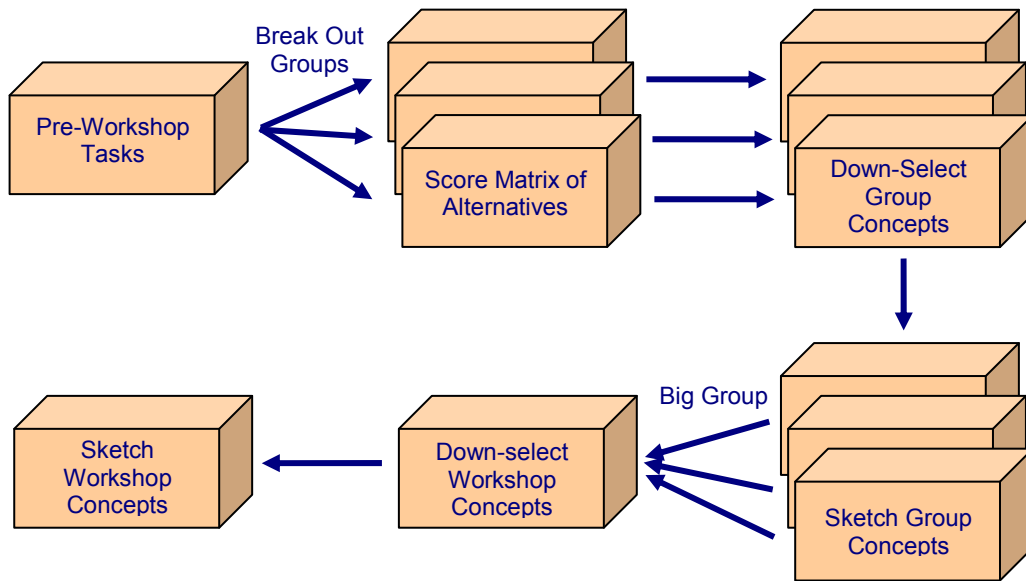 Break Out
Groups
Pre-Workshop
Tasks
Score Matrix of
Alternatives
Down-Select
Group
Concepts
Big Group
Sketch Group
Concepts
Down-select
Workshop
Concepts
Sketch
Workshop
Concepts